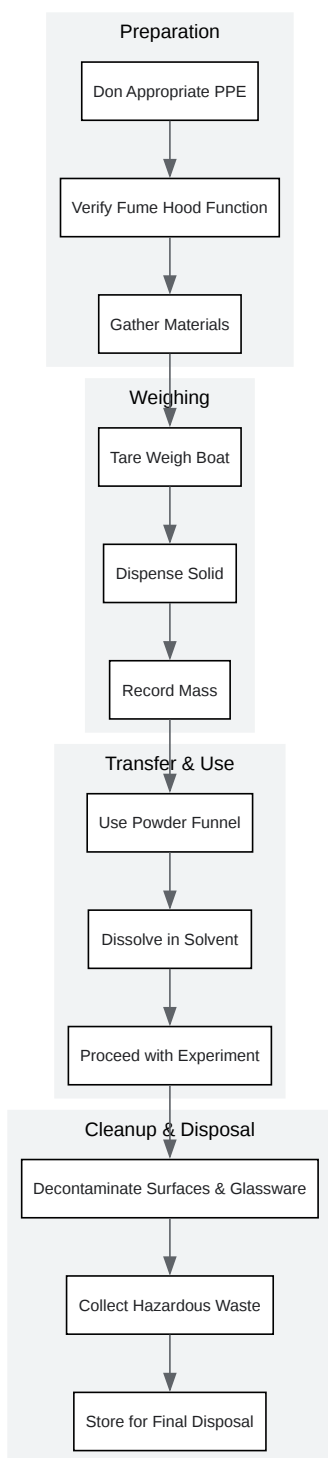 Preparation
Don Appropriate PPE
Verify Fume Hood Function
Gather Materials
Weighing
Tare Weigh Boat
Dispense Solid
Record Mass
Transfer & Use
Use Powder Funnel
Dissolve in Solvent
Proceed with Experiment
Cleanup & Disposal
Decontaminate Surfaces & Glassware
Collect Hazardous Waste
Store for Final Disposal